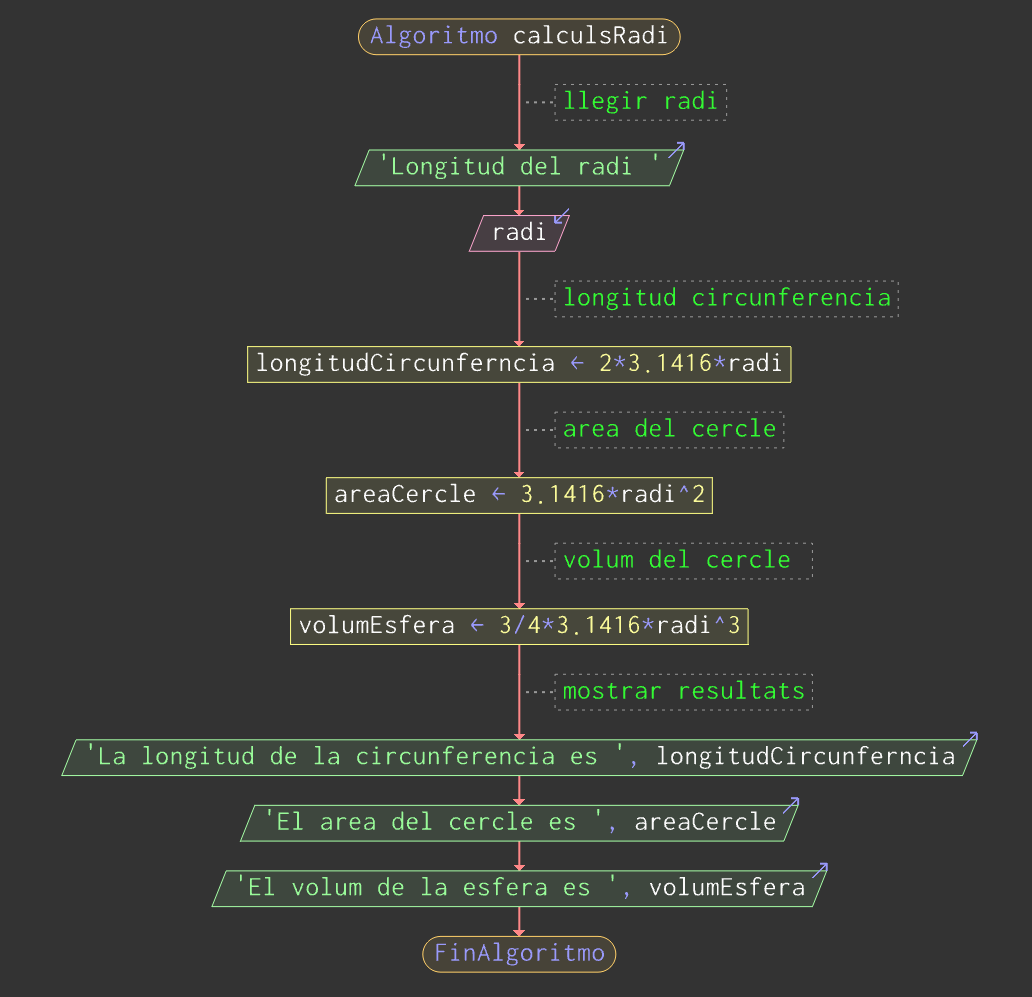 Algoritmo calculsRadi
llegir radi
'Longitud del radi '
radi
longitud circunferencia
longitudCircunferncia ← 2*3.1416*radi
area del cercle
areaCercle ← 3.1416*radi^2
volum del cercle
volumEsfera ← 3/4*3.1416*radi^3
mostrar resultats
'La longitud de la circunferencia es ', longitudCircunferncia
'El area del cercle es ', areaCercle
'El volum de la esfera es ', volumEsfera
FinAlgoritmo